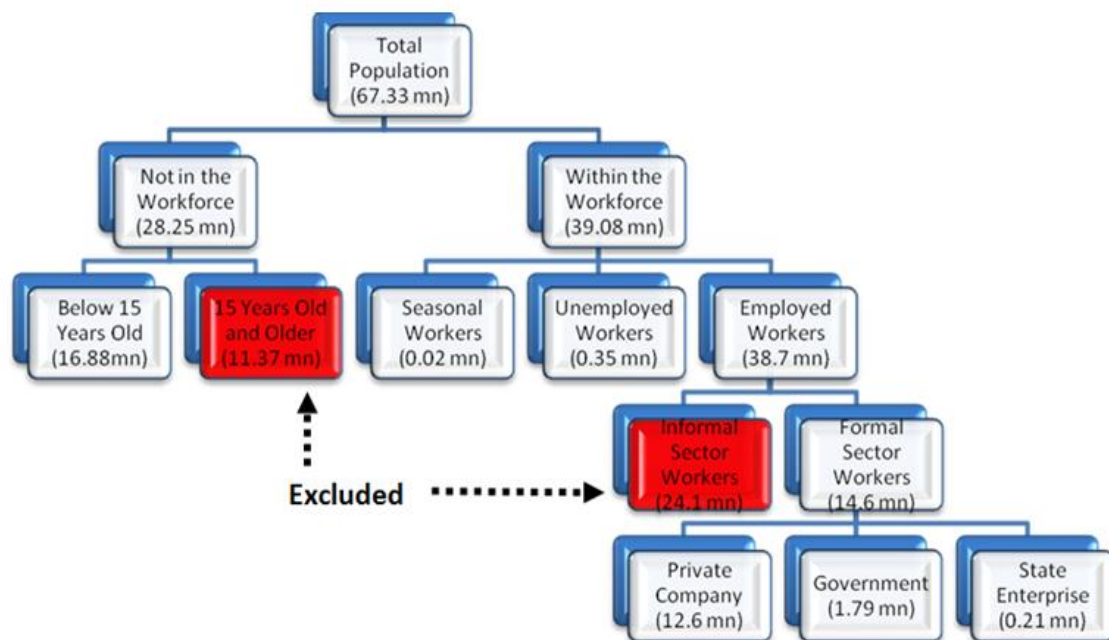 Total
Population
(67.33 mn)
Not in the
Workforce
(28.25 mn)
Within the
Workforce
(39.08 mn)
Below 15
Years Old
(16.88mn)
15 Years Old
and Older
(11.37 mn)
Seasonal
Workers
(0.02 mn)
Unemployed
Workers
(0.35 mn)
Employed
Workers
(38.7 mn)
Informal
Sector
Workers
(24.1 mn)
Formal
Sector
Workers
(14.6 mn)
Excluded
Private
Company
(12.6 mn)
Government
(1.79 mn)
State
Enterprise
(0.21 mn)